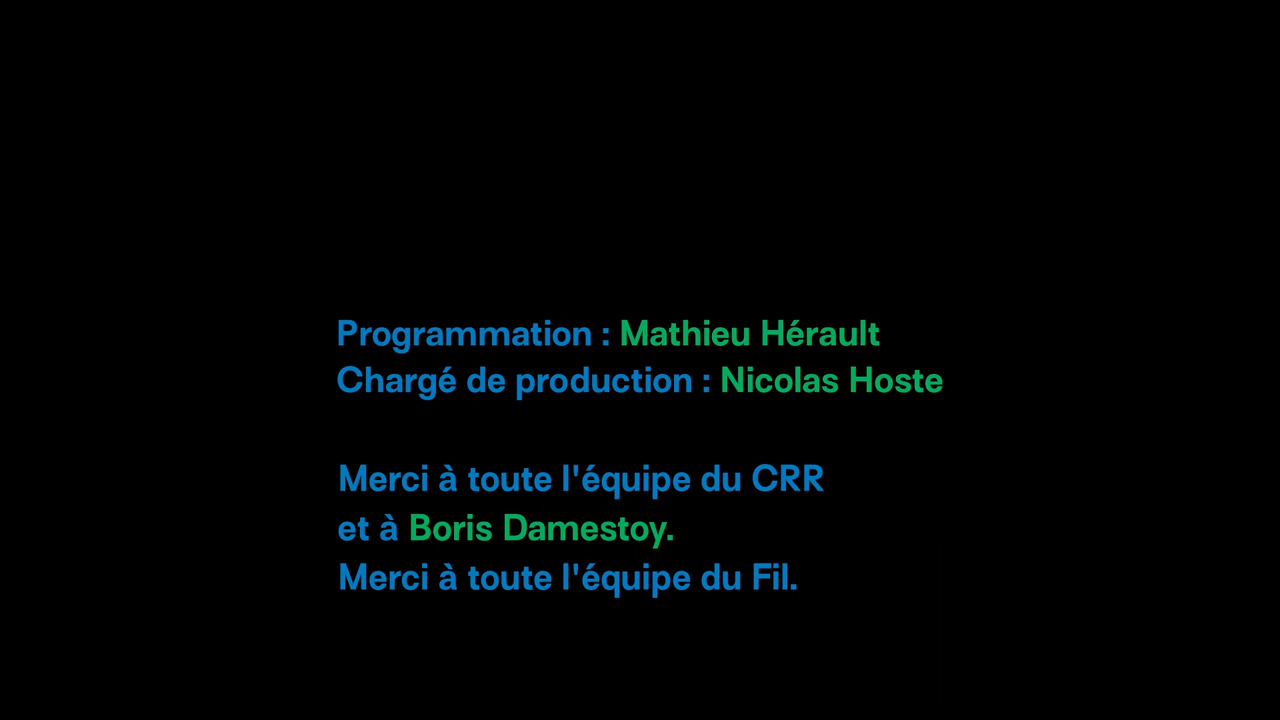 Programmation : Mathieu Hérault
Chargé de production : Nicolas Hoste
Merci à toute l'équipe du CRR
et à Boris Damestoy.
Merci à toute l'équipe du Fil.